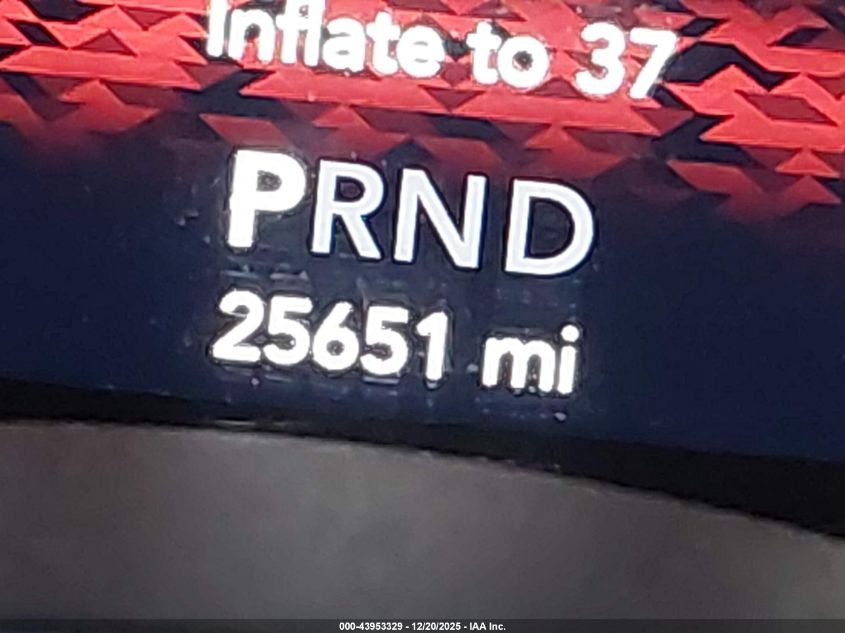 Inflate to 37
PRND
25651 mi
000-43953329 - 12/20/2025 - IAA Inc.